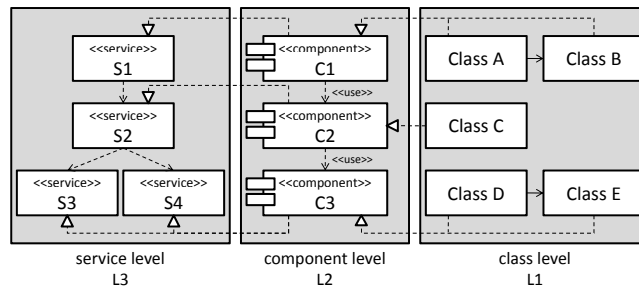 <<service>>
S1
<<service>>
S2
<<service>>
S3
<<service>>
S4
service level
L3
<<component>>
C1
<<use>>
<<component>>
C2
<<use>>
<<component>>
C3
component level
L2
Class A
Class B
Class C
Class D
Class E
class level
L1